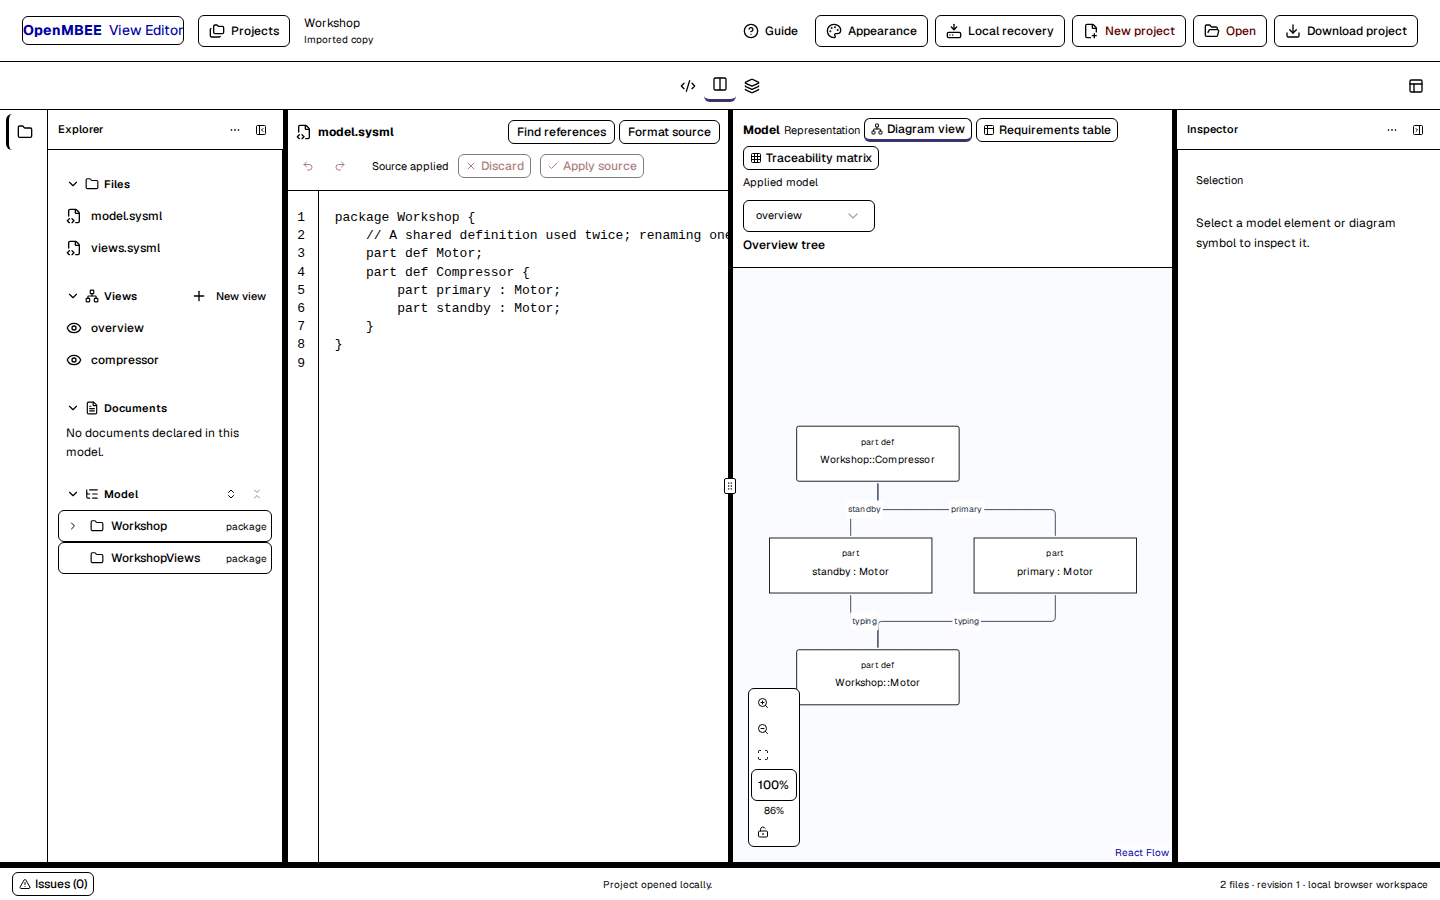 OpenMBEE View Editor
Projects
Workshop
Imported copy
Guide
Appearance
Local recovery
New project
Open
Download project
Explorer
Files
model.sysml
views.sysml
Views
New view
overview
compressor
Documents
No documents declared in this
model.
Model
Workshop package
WorkshopViews package
model.sysml
Find references
Format source
Source applied
Discard
Apply source
1 package Workshop {
2 // A shared definition used twice; renaming one
3 part def Motor;
4 part def Compressor {
5 part primary : Motor;
6 part standby : Motor;
7 }
8 }
9
Model Representation
Diagram view
Requirements table
Traceability matrix
Applied model
overview
Overview tree
part def
Workshop::Compressor
standby
primary
part
standby : Motor
part
primary : Motor
typing
typing
part def
Workshop::Motor
100%
86%
React Flow
Inspector
Selection
Select a model element or diagram
symbol to inspect it.
Issues (0)
Project opened locally.
2 files · revision 1 · local browser workspace